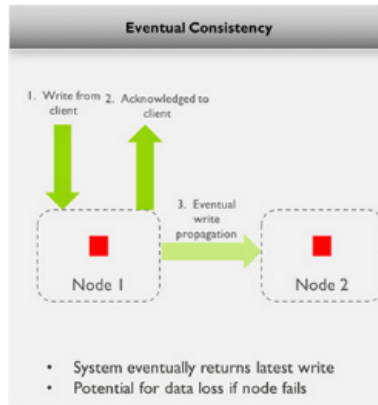 Eventual Consistency
1. Write from
client
2. Acknowledged to
client
3. Eventual
write
propagation
Node 1
Node 2
• System eventually returns latest write
• Potential for data loss if node fails